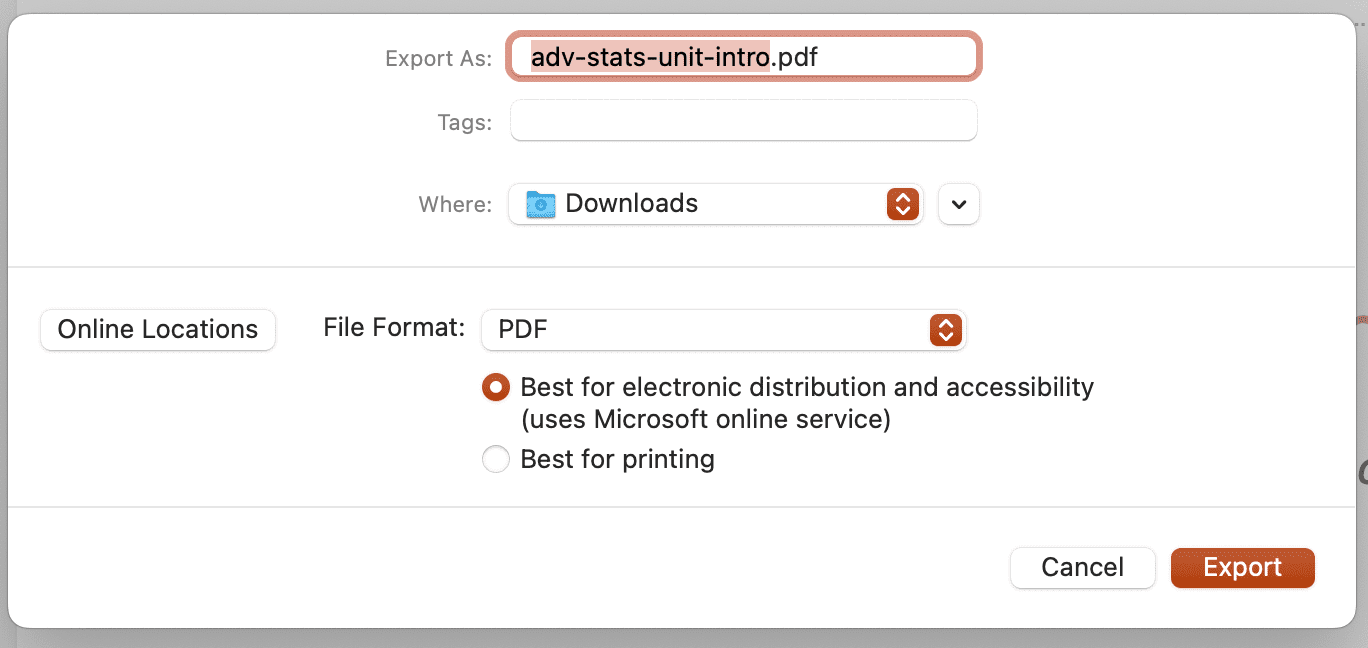 Export As: adv-stats-unit-intro.pdf
Tags:
Where: Downloads
Online Locations File Format: PDF
Best for electronic distribution and accessibility
(uses Microsoft online service)
Best for printing
Cancel Export